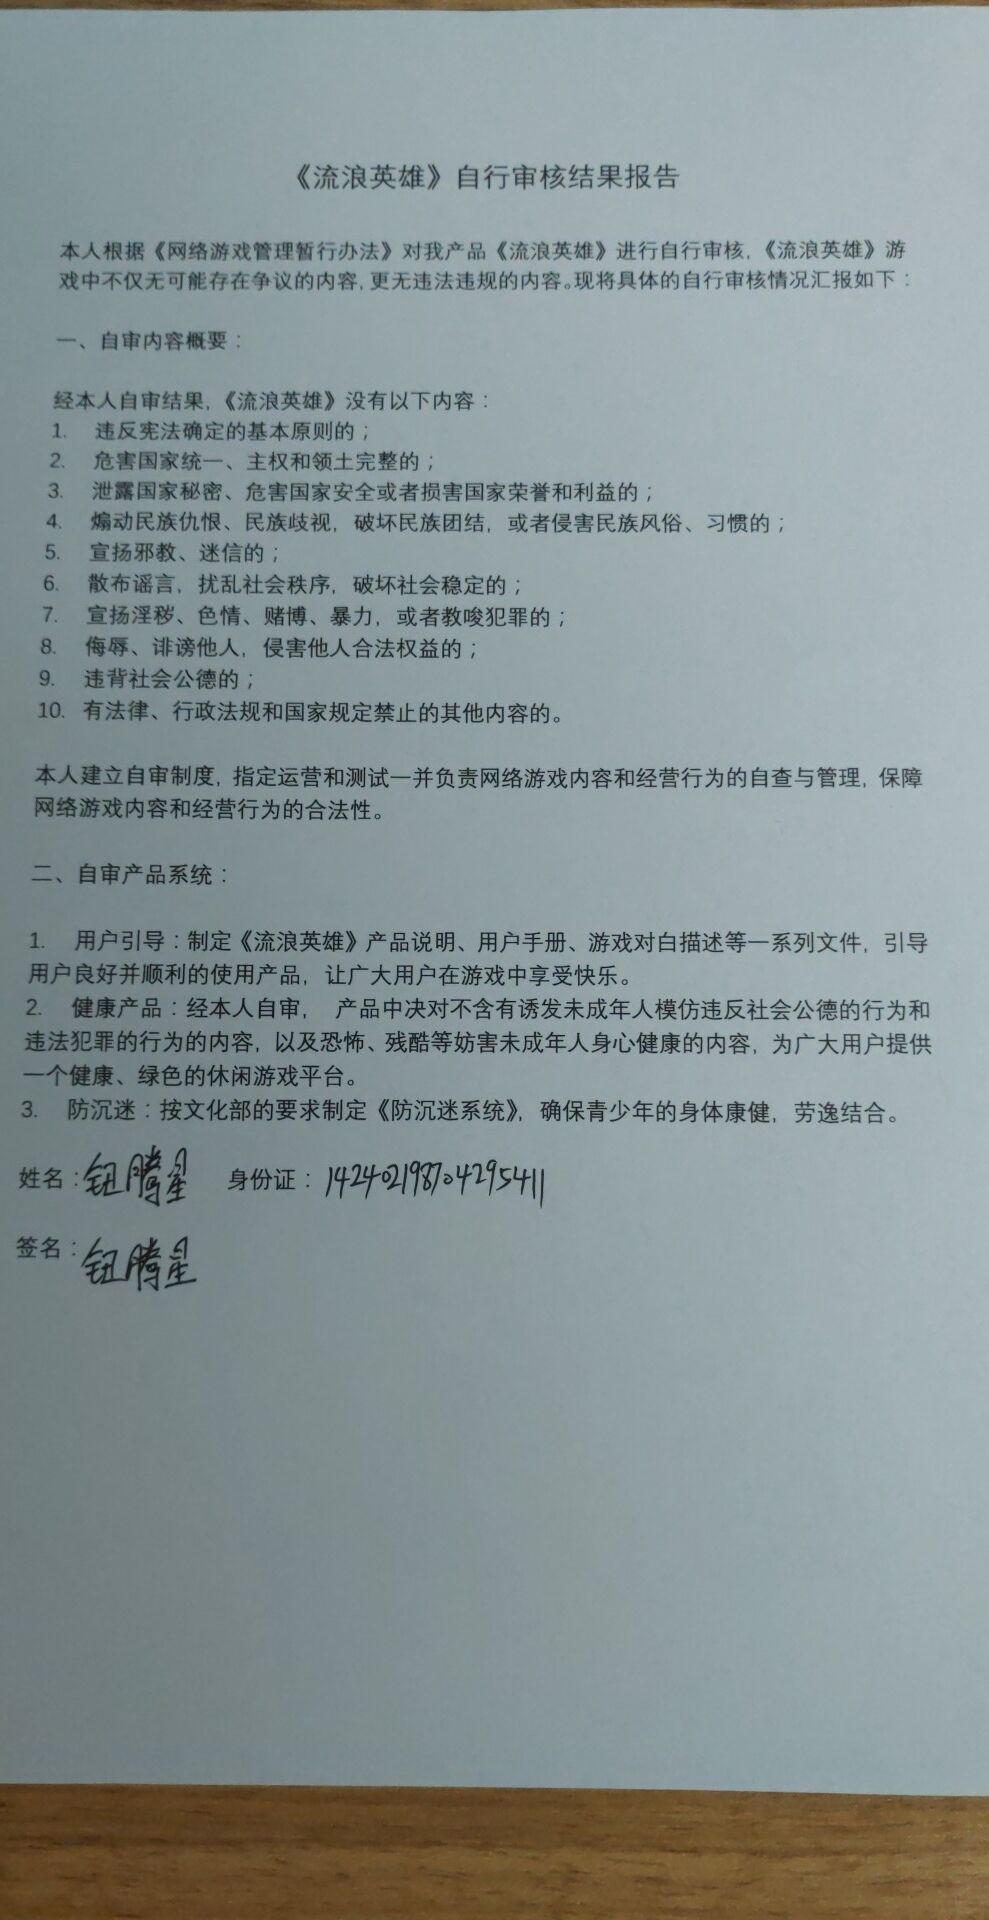 《流浪英雄》自行审核结果报告
本人根据《网络游戏管理暂行办法》对我产品《流浪英雄》进行自行审核,《流浪英雄》游
戏中不仅无可能存在争议的内容,更无违法违规的内容。现将具体的自行审核情况汇报如下:
一、自审内容概要:
经本人自审结果,《流浪英雄》没有以下内容:
1. 违反宪法确定的基本原则的;
2. 危害国家统一、主权和领土完整的;
3. 泄露国家秘密、危害国家安全或者损害国家荣誉和利益的;
4. 煽动民族仇恨、民族歧视,破坏民族团结,或者侵害民族风俗、习惯的;
5. 宣扬邪教、迷信的;
6. 散布谣言,扰乱社会秩序,破坏社会稳定的;
7. 宣扬淫秽、色情、赌博、暴力,或者教唆犯罪的;
8. 侮辱、诽谤他人,侵害他人合法权益的;
9. 违背社会公德的;
10. 有法律、行政法规和国家规定禁止的其他内容的。
本人建立自审制度,指定运营和测试一并负责网络游戏内容和经营行为的自查与管理,保障
网络游戏内容和经营行为的合法性。
二、自审产品系统:
1. 用户引导:制定《流浪英雄》产品说明、用户手册、游戏对白描述等一系列文件,引导
用户良好并顺利的使用产品,让广大用户在游戏中享受快乐。
2. 健康产品:经本人自审, 产品中决对不含有诱发未成年人模仿违反社会公德的行为和
违法犯罪的行为的内容,以及恐怖、残酷等妨害未成年人身心健康的内容,为广大用户提供
一个健康、绿色的休闲游戏平台。
3. 防沉迷:按文化部的要求制定《防沉迷系统》,确保青少年的身体康健,劳逸结合。
姓名:钮腾星 身份证:142402198704295411
签名:钮腾星